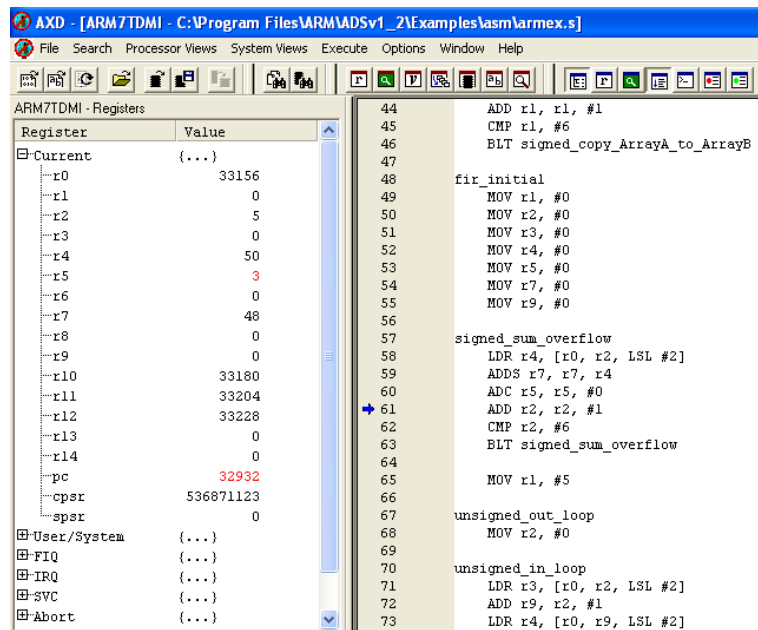 AXD - [ARM7TDMI - C:\Program Files\ARM\ADSv1_2\Examples\asm\armex.s]
File Search Processor Views System Views Execute Options Window Help
ARM7TDMI - Registers
Register Value
Current {...}
r0 33156
r1 0
r2 5
r3 0
r4 50
r5 3
r6 0
r7 48
r8 0
r9 0
r10 33180
r11 33204
r12 33228
r13 0
r14 0
pc 32932
cpsr 536871123
spsr 0
User/System {...}
FIQ {...}
IRQ {...}
SVC {...}
Abort {...}
44 ADD r1, r1, #1
45 CMP r1, #6
46 BLT signed_copy_ArrayA_to_ArrayB
47
48 fir_initial
49 MOV r1, #0
50 MOV r2, #0
51 MOV r3, #0
52 MOV r4, #0
53 MOV r5, #0
54 MOV r7, #0
55 MOV r9, #0
56
57 signed_sum_overflow
58 LDR r4, [r0, r2, LSL #2]
59 ADDS r7, r7, r4
60 ADC r5, r5, #0
61 ADD r2, r2, #1
62 CMP r2, #6
63 BLT signed_sum_overflow
64
65 MOV r1, #5
66
67 unsigned_out_loop
68 MOV r2, #0
69
70 unsigned_in_loop
71 LDR r3, [r0, r2, LSL #2]
72 ADD r9, r2, #1
73 LDR r4, [r0, r9, LSL #2]